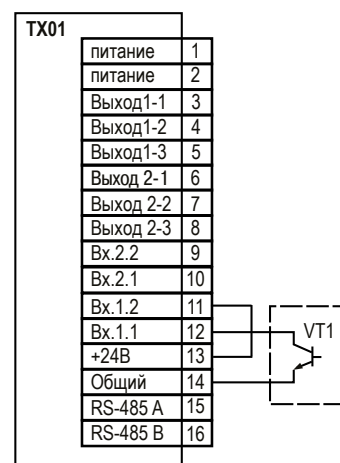 TX01
питание 1
питание 2
Выход1-1 3
Выход1-2 4
Выход1-3 5
Выход 2-1 6
Выход 2-2 7
Выход 2-3 8
Вх.2.2 9
Вх.2.1 10
Вх.1.2 11
Вх.1.1 12
+24В 13
Общий 14
RS-485 A 15
RS-485 B 16
VT1